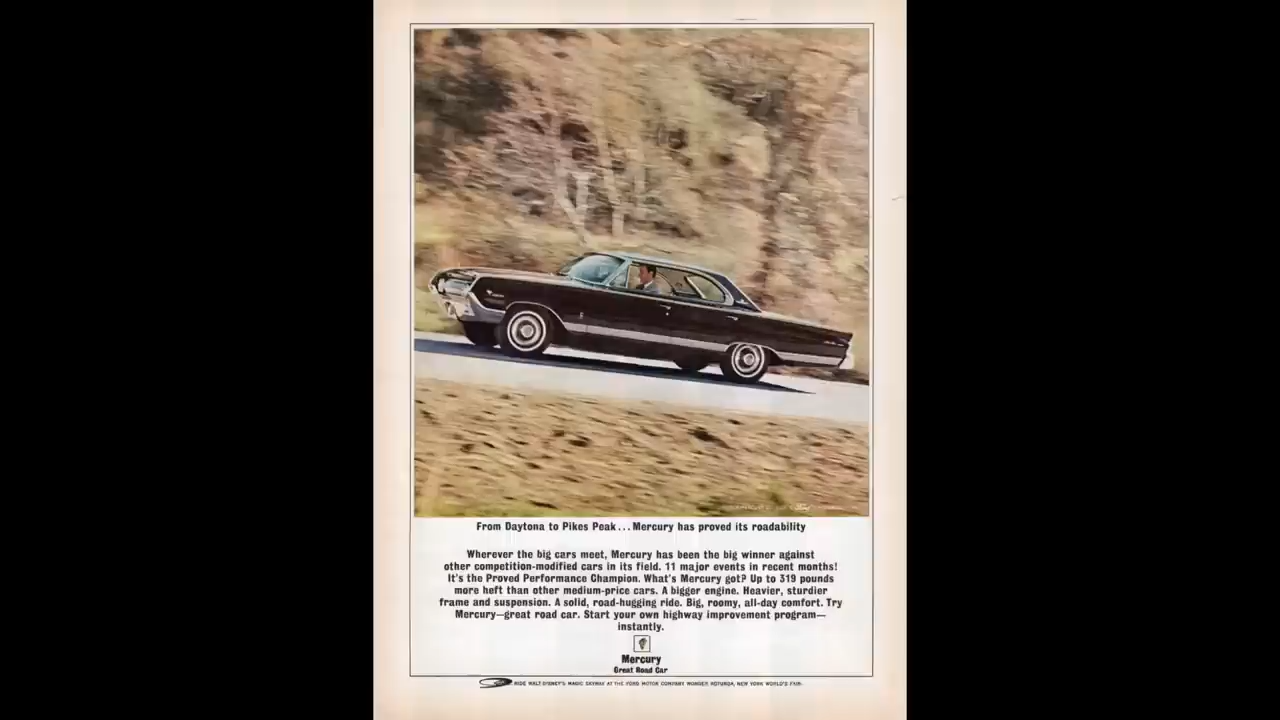 From Daytona to Pikes Peak...Mercury has proved its roadability
Wherever the big cars meet, Mercury has been the big winner against
other competition-modified cars in its field. 11 major events in recent months!
It's the Proved Performance Champion. What's Mercury got? Up to 319 pounds
more heft than other medium-price cars. A bigger engine. Heavier, sturdier
frame and suspension. A solid, road-hugging ride. Big, roomy, all-day comfort. Try
Mercury—great road car. Start your own highway improvement program—
instantly.
Mercury
Great Road Car
RIDE WALT DISNEY'S MAGIC SKYWAY AT THE FORD MOTOR COMPANY WONDER ROTUNDA, NEW YORK WORLD'S FAIR.